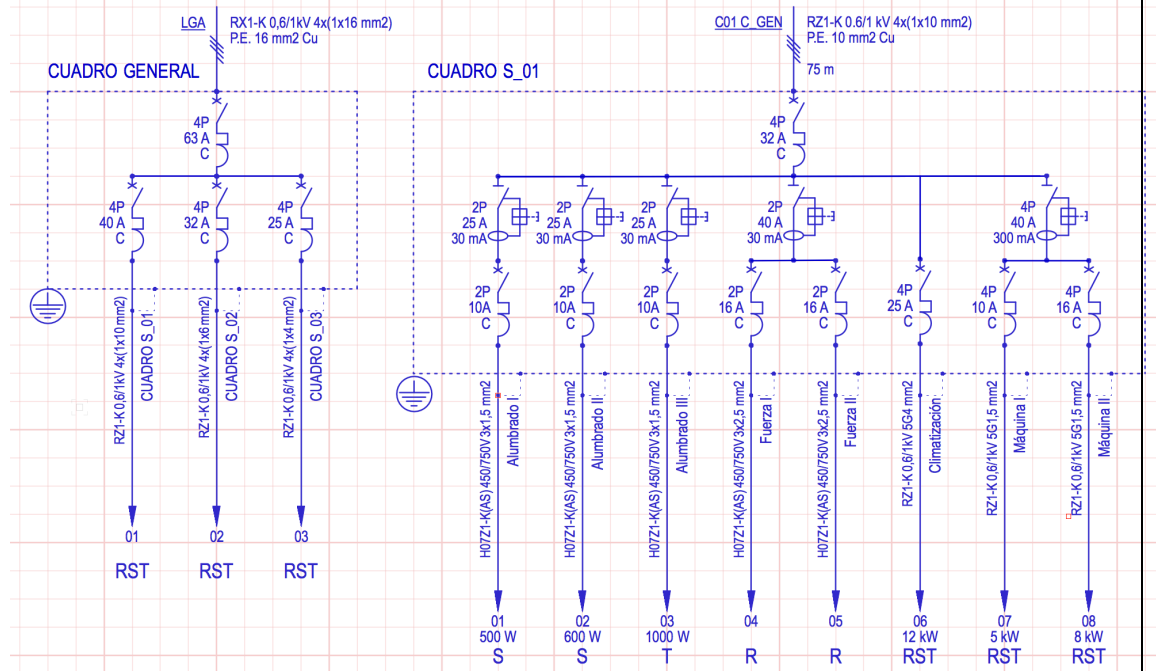 LGA
RX1-K 0,6/1kV 4x(1x16 mm2)
P.E. 16 mm2 Cu
CUADRO GENERAL
4P
63 A
C
4P
40 A
C
4P
32 A
C
4P
25 A
C
RZ1-K 0,6/1kV 4x(1x10 mm2)
CUADRO S_01
RZ1-K 0,6/1kV 4x(1x6 mm2)
CUADRO S_02
RZ1-K 0,6/1kV 4x(1x4 mm2)
CUADRO S_03
01
02
03
RST
RST
RST
C01 C_GEN
RZ1-K 0.6/1 kV 4x(1x10 mm2)
P.E. 10 mm2 Cu
75 m
CUADRO S_01
4P
32 A
C
2P
25 A
30 mA
2P
25 A
30 mA
2P
25 A
30 mA
2P
40 A
30 mA
4P
40 A
300 mA
2P
10A
C
2P
10A
C
2P
10A
C
2P
16 A
C
2P
16 A
C
4P
25 A
C
4P
10 A
C
4P
16 A
C
H07Z1-K(AS) 450/750V 3x1,5 mm2
Alumbrado I
H07Z1-K(AS) 450/750V 3x1,5 mm2
Alumbrado II
H07Z1-K(AS) 450/750V 3x1,5 mm2
Alumbrado III
H07Z1-K(AS) 450/750V 3x2,5 mm2
Fuerza I
H07Z1-K(AS) 450/750V 3x2,5 mm2
Fuerza II
RZ1-K 0,6/1kV 5G4 mm2
Climatización
RZ1-K 0,6/1kV 5G1,5 mm2
Máquina I
RZ1-K 0,6/1kV 5G1,5 mm2
Máquina II
01
500 W
S
02
600 W
S
03
1000 W
T
04
R
05
R
06
12 kW
RST
07
5 kW
RST
08
8 kW
RST